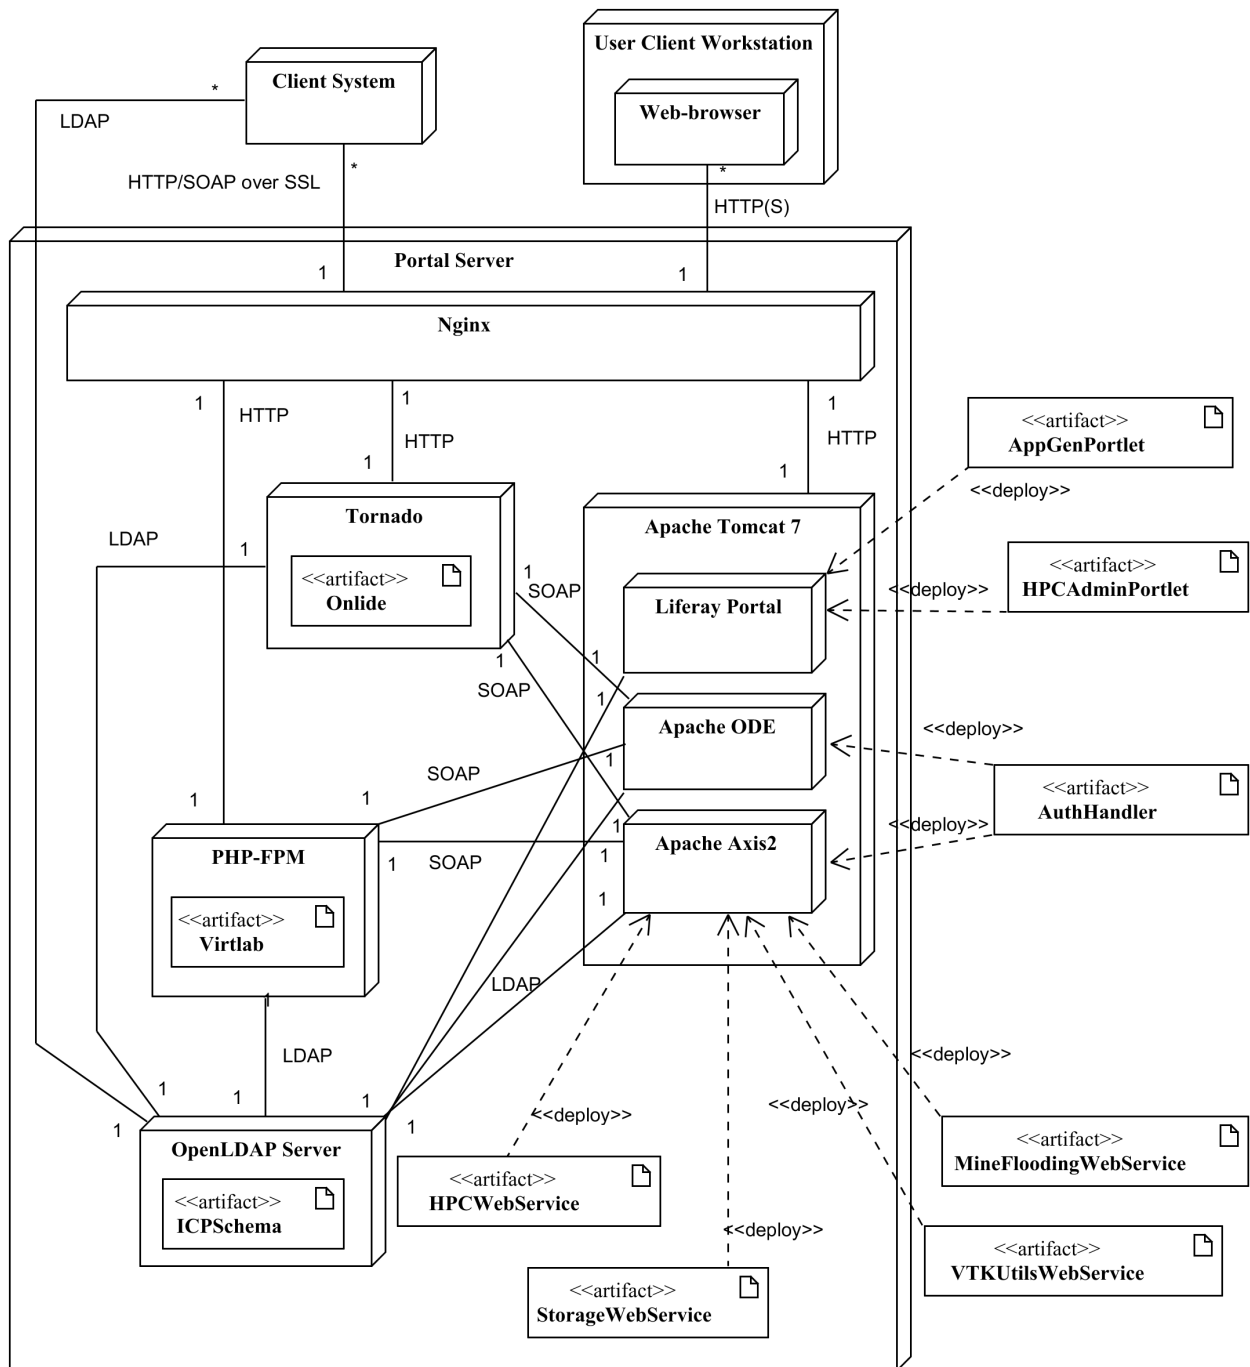 User Client Workstation
Client System
Web-browser
*
LDAP
*
*
HTTP/SOAP over SSL
HTTP(S)
Portal Server
1
1
Nginx
1
HTTP
1
HTTP
1
1
HTTP
1
<<artifact>>
AppGenPortlet
<<deploy>>
Tornado
<<artifact>>
Onlide
LDAP
1
Apache Tomcat 7
1
SOAP
1
SOAP
1
1
Liferay Portal
<<deploy>>
<<artifact>>
HPCAdminPortlet
Apache ODE
<<deploy>>
SOAP
1
1
<<artifact>>
AuthHandler
<<deploy>>
1
1
PHP-FPM
<<artifact>>
Virtlab
1
SOAP
1
Apache Axis2
1
LDAP
1
LDAP
<<deploy>>
1
1
1
1
1
<<deploy>>
<<deploy>>
OpenLDAP Server
<<artifact>>
ICPSchema
<<artifact>>
HPCWebService
<<artifact>>
MineFloodingWebService
<<deploy>>
<<artifact>>
VTKUtilsWebService
<<artifact>>
StorageWebService